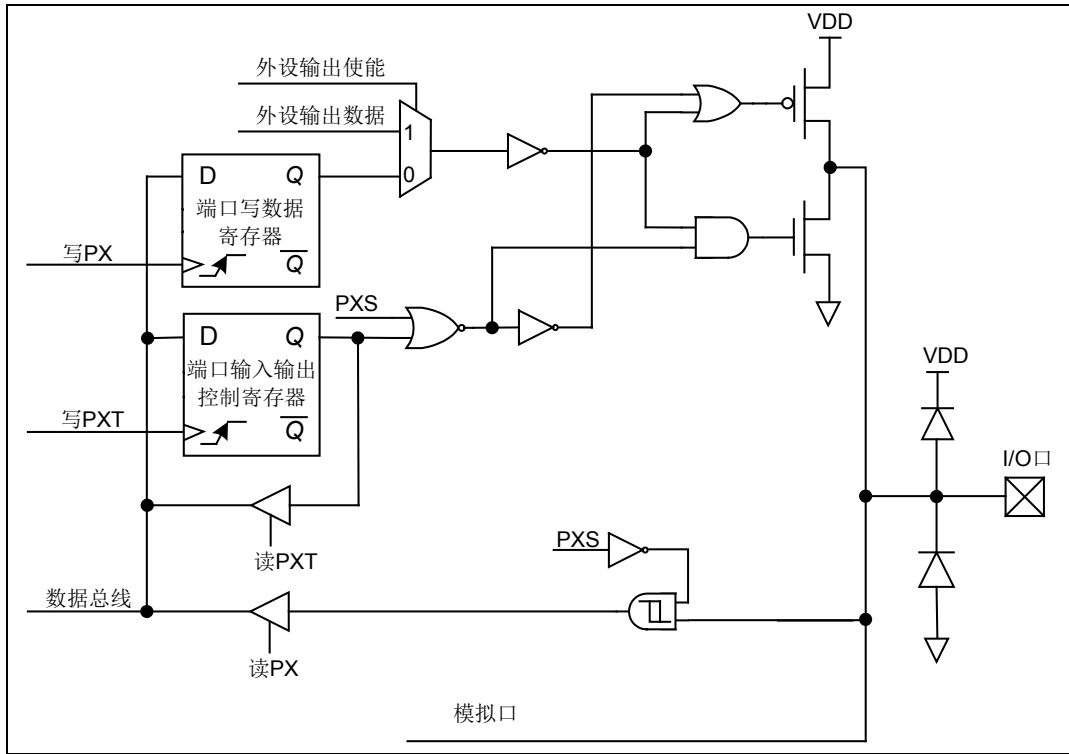 VDD
外设输出使能
外设输出数据
1
0
D Q
端口写数据
寄存器
Q
写PX
PXS
D Q
端口输入输出
控制寄存器
Q
写PXT
VDD
I/O口
读PXT
PXS
数据总线
读PX
模拟口